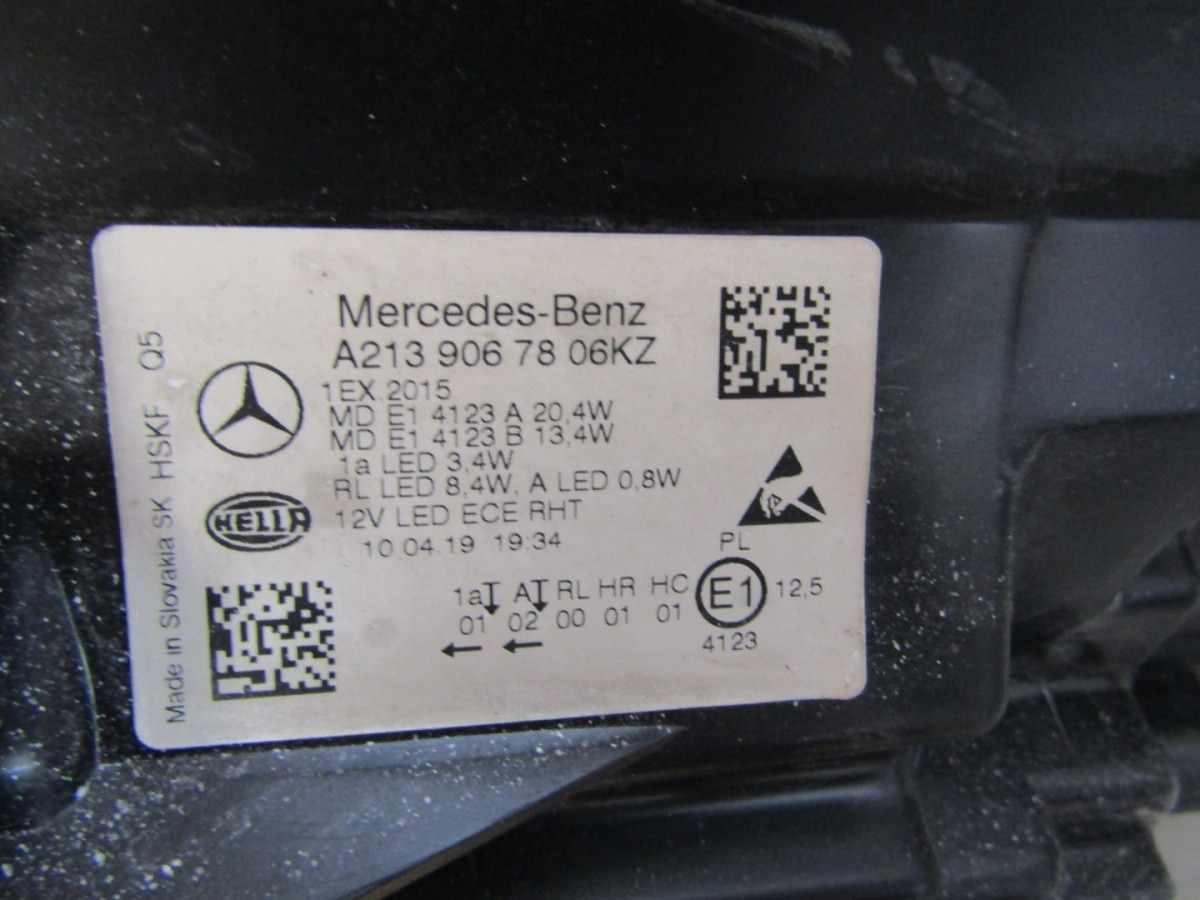 Mercedes-Benz
A213 906 78 06KZ
1EX.2015
MD E1 4123 A 20,4W
MD E1 4123 B 13,4W
1a LED 3,4W
RL LED 8,4W, A LED 0,8W
12V LED ECE RHT
10 04.19 19:34
HELLA
Made in Slovakia SK HSKF Q5
PL
1a A RL HR HC E1 12,5
01 02 00 01 01
4123